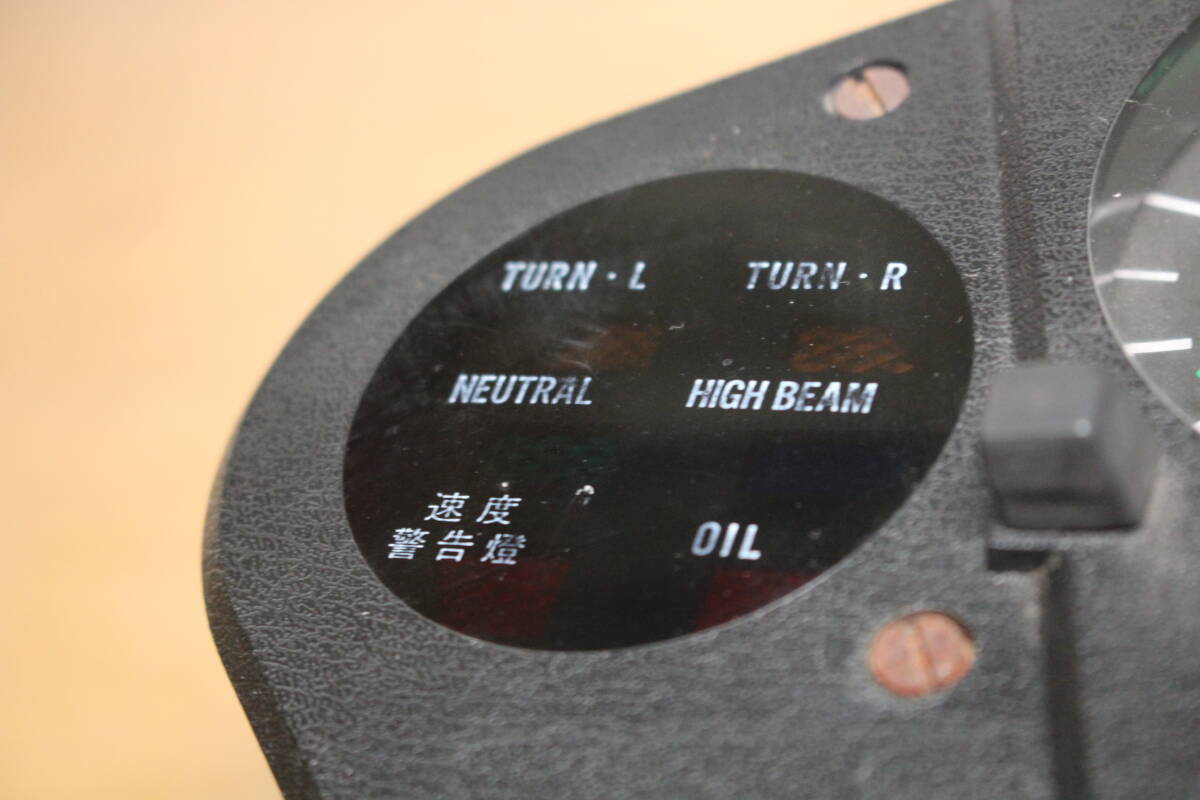 TURN · L TURN · R
NEUTRAL HIGH BEAM
速度
警告燈 OIL